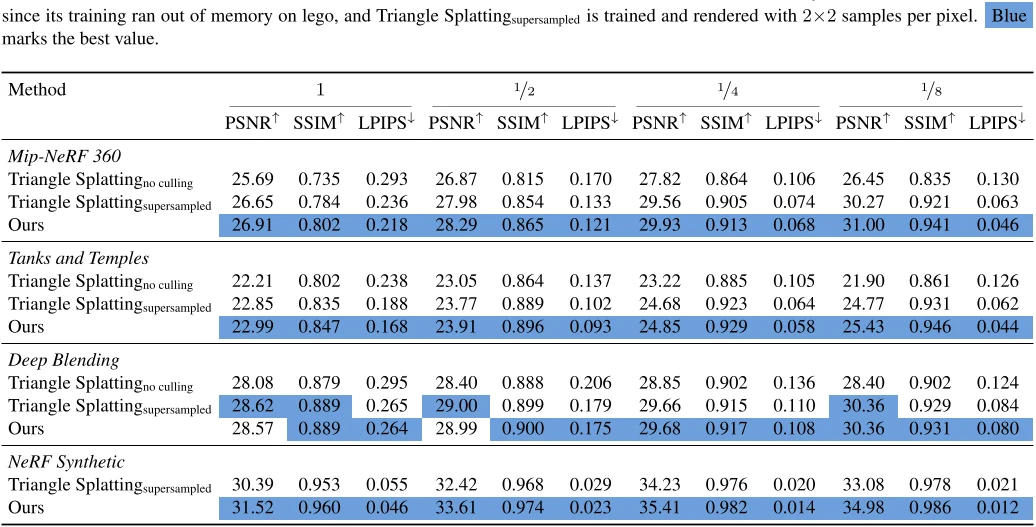 since its training ran out of memory on lego, and Triangle Splattingsupersampled is trained and rendered with 2×2 samples per pixel. Blue
marks the best value.
Method 1 1/2 1/4 1/8
PSNR↑ SSIM↑ LPIPS↓ PSNR↑ SSIM↑ LPIPS↓ PSNR↑ SSIM↑ LPIPS↓ PSNR↑ SSIM↑ LPIPS↓
Mip-NeRF 360
Triangle Splattingno culling 25.69 0.735 0.293 26.87 0.815 0.170 27.82 0.864 0.106 26.45 0.835 0.130
Triangle Splattingsupersampled 26.65 0.784 0.236 27.98 0.854 0.133 29.56 0.905 0.074 30.27 0.921 0.063
Ours 26.91 0.802 0.218 28.29 0.865 0.121 29.93 0.913 0.068 31.00 0.941 0.046
Tanks and Temples
Triangle Splattingno culling 22.21 0.802 0.238 23.05 0.864 0.137 23.22 0.885 0.105 21.90 0.861 0.126
Triangle Splattingsupersampled 22.85 0.835 0.188 23.77 0.889 0.102 24.68 0.923 0.064 24.77 0.931 0.062
Ours 22.99 0.847 0.168 23.91 0.896 0.093 24.85 0.929 0.058 25.43 0.946 0.044
Deep Blending
Triangle Splattingno culling 28.08 0.879 0.295 28.40 0.888 0.206 28.85 0.902 0.136 28.40 0.902 0.124
Triangle Splattingsupersampled 28.62 0.889 0.265 29.00 0.899 0.179 29.66 0.915 0.110 30.36 0.929 0.084
Ours 28.57 0.889 0.264 28.99 0.900 0.175 29.68 0.917 0.108 30.36 0.931 0.080
NeRF Synthetic
Triangle Splattingsupersampled 30.39 0.953 0.055 32.42 0.968 0.029 34.23 0.976 0.020 33.08 0.978 0.021
Ours 31.52 0.960 0.046 33.61 0.974 0.023 35.41 0.982 0.014 34.98 0.986 0.012